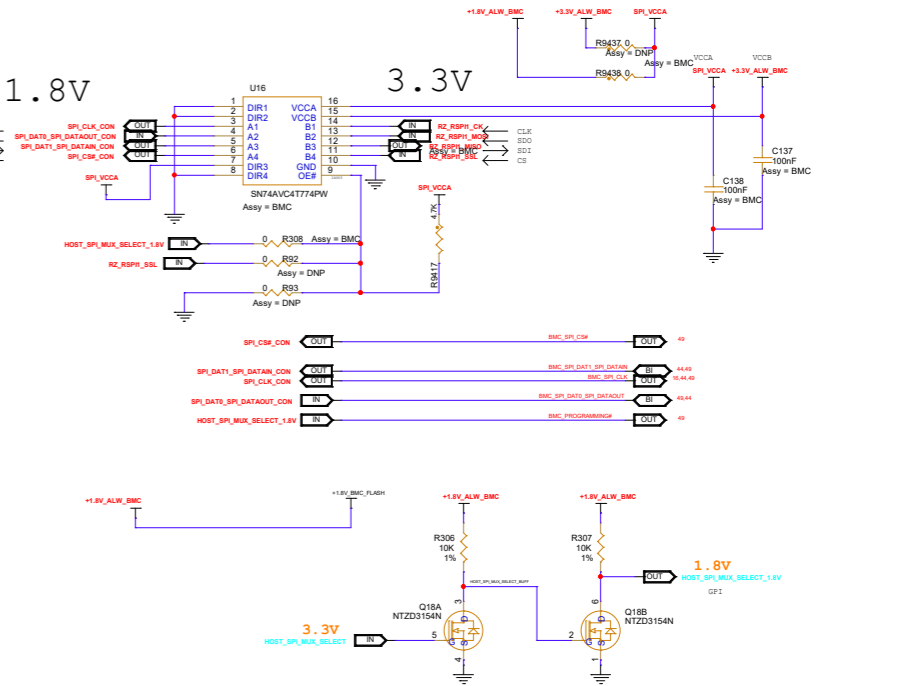 +1.8V_ALW_BMC
+3.3V_ALW_BMC
SPI_VCCA
R9437 0
Assy = DNP
Assy = BMC
R9438 0
VCCA
VCCB
SPI_VCCA
+3.3V_ALW_BMC
1.8V
3.3V
U16
1 DIR1 VCCA 16
2 DIR2 VCCB 15
3 A1 B1 14
4 A2 B2 13
5 A3 B3 12
6 A4 B4 11
7 DIR3 GND 10
8 DIR4 OE# 9
SN74AVC4T774PW
Assy = BMC
SPI_CLK_CON OUT
SPI_DAT0_SPI_DATAOUT_CON IN
SPI_DAT1_SPI_DATAIN_CON OUT
SPI_CS#_CON OUT
SPI_VCCA
IN RZ_RSPI1_CK CLK
IN RZ_RSPI1_MOSI SDO
OUT RZ_RSPI1_MISO SDI
Assy = BMC
IN RZ_RSPI1_SSL CS
C137
100nF
Assy = BMC
C138
100nF
Assy = BMC
SPI_VCCA
4.7K
R9417
HOST_SPI_MUX_SELECT_1.8V IN 0 R308 Assy = BMC
RZ_RSPI1_SSL IN 0 R92
Assy = DNP
0 R93
Assy = DNP
SPI_CS#_CON OUT BMC_SPI_CS# OUT 49
SPI_DAT1_SPI_DATAIN_CON OUT BMC_SPI_DAT1_SPI_DATAIN BI 44,49
SPI_CLK_CON OUT BMC_SPI_CLK OUT 16,44,49
SPI_DAT0_SPI_DATAOUT_CON IN BMC_SPI_DAT0_SPI_DATAOUT BI 49,44
HOST_SPI_MUX_SELECT_1.8V IN BMC_PROGRAMMING# OUT 49
+1.8V_ALW_BMC
+1.8V_BMC_FLASH
+1.8V_ALW_BMC
+1.8V_ALW_BMC
R306
10K
1%
R307
10K
1%
1.8V
OUT HOST_SPI_MUX_SELECT_1.8V
GPI
HOST_SPI_MUX_SELECT_BUFF
Q18A
NTZD3154N
3 D
5 G
S 4
Q18B
NTZD3154N
6 D
2 G
S 1
3.3V
HOST_SPI_MUX_SELECT IN